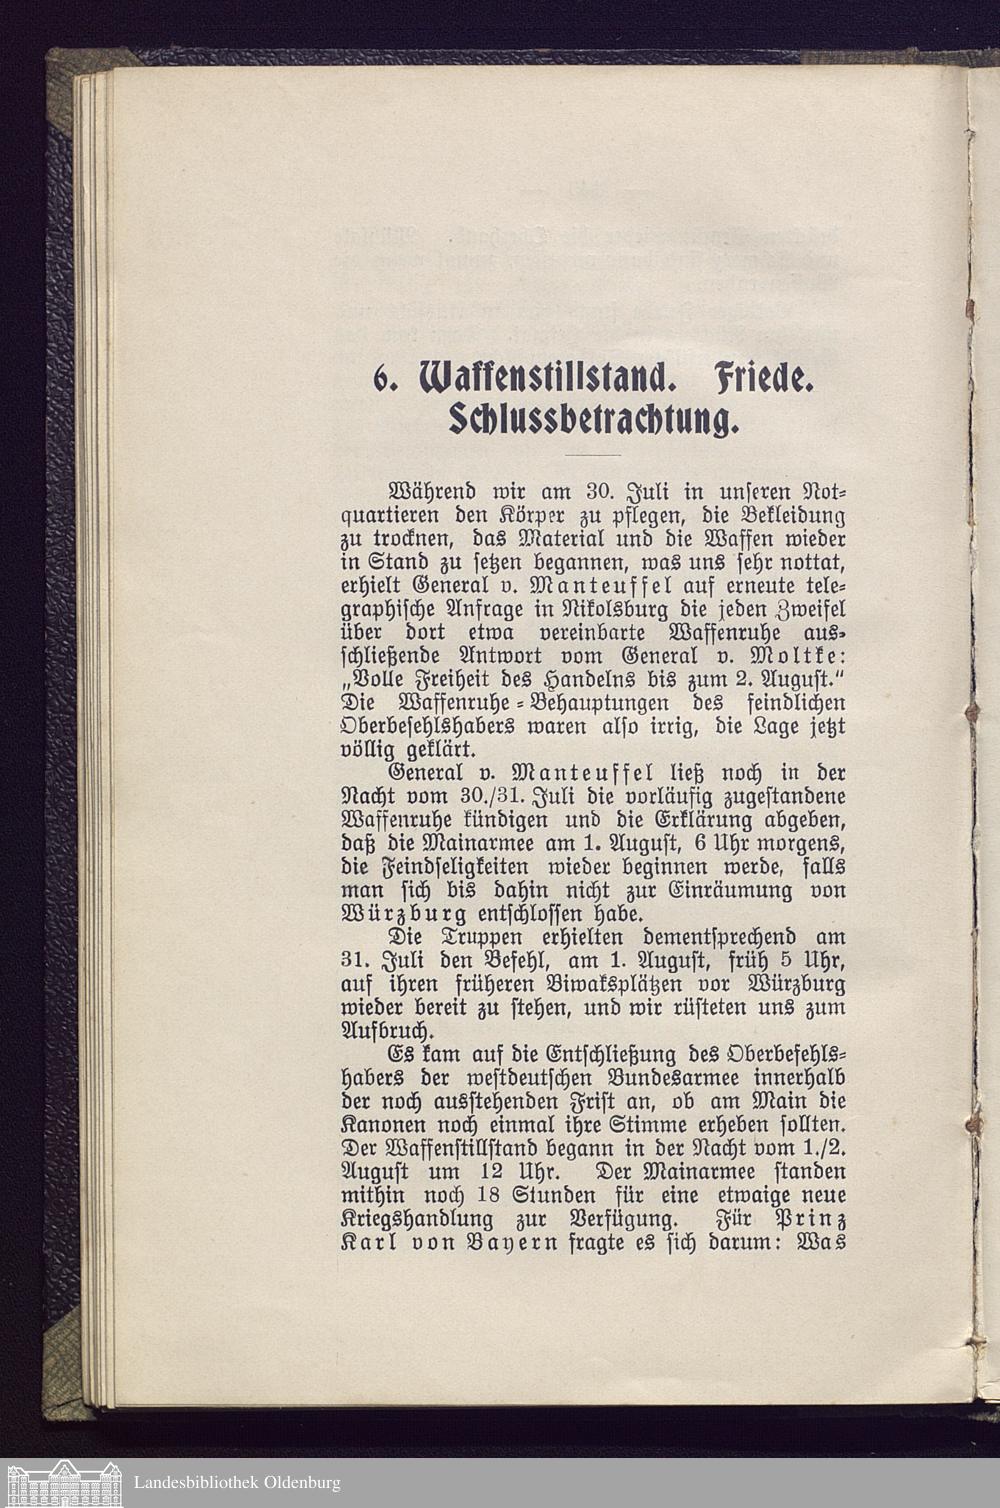 6. Waffenstillstand. Friede.
Schlussbetrachtung.
Während wir am 30. Juli in unseren Not-
quartieren den Körper zu pflegen, die Bekleidung
zu trocknen, das Material und die Waffen wieder
in Stand zu setzen begannen, was uns sehr nottat,
erhielt General v. Manteuffel auf erneute tele-
graphische Anfrage in Nikolsburg die jeden Zweifel
über dort etwa vereinbarte Waffenruhe aus-
schließende Antwort vom General v. Moltke:
„Volle Freiheit des Handelns bis zum 2. August."
Die Waffenruhe-Behauptungen des feindlichen
Oberbefehlshabers waren also irrig, die Lage jetzt
völlig geklärt.
General v. Manteuffel ließ noch in der
Nacht vom 30./31. Juli die vorläufig zugestandene
Waffenruhe kündigen und die Erklärung abgeben,
daß die Mainarmee am 1. August, 6 Uhr morgens,
die Feindseligkeiten wieder beginnen werde, falls
man sich bis dahin nicht zur Einräumung von
Würzburg entschlossen habe.
Die Truppen erhielten dementsprechend am
31. Juli den Befehl, am 1. August, früh 5 Uhr,
auf ihren früheren Biwaksplätzen vor Würzburg
wieder bereit zu stehen, und wir rüsteten uns zum
Aufbruch.
Es kam auf die Entschließung des Oberbefehls-
habers der westdeutschen Bundesarmee innerhalb
der noch ausstehenden Frist an, ob am Main die
Kanonen noch einmal ihre Stimme erheben sollten.
Der Waffenstillstand begann in der Nacht vom 1./2.
August um 12 Uhr. Der Mainarmee standen
mithin noch 18 Stunden für eine etwaige neue
Kriegshandlung zur Verfügung. Für Prinz
Karl von Bayern fragte es sich darum: Was
Landesbibliothek Oldenburg